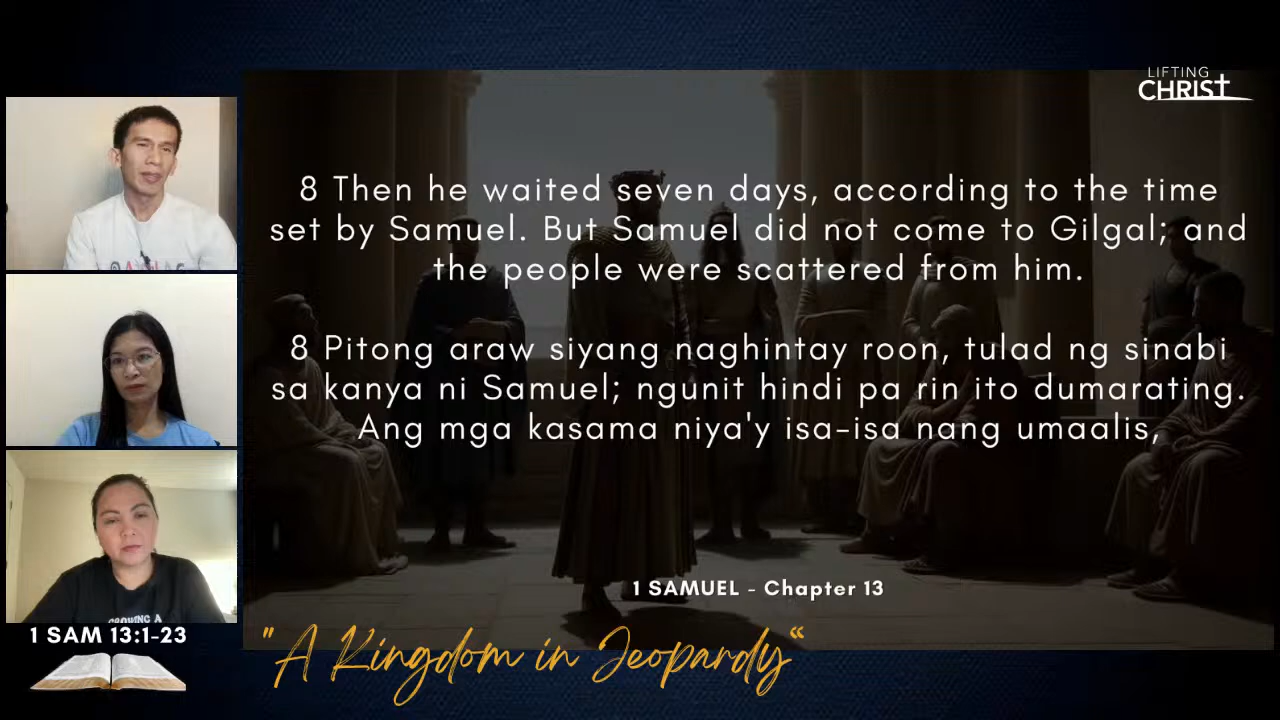 LIFTING
CHRIST
8 Then he waited seven days, according to the time
set by Samuel. But Samuel did not come to Gilgal; and
the people were scattered from him.
8 Pitong araw siyang naghintay roon, tulad ng sinabi
sa kanya ni Samuel; ngunit hindi pa rin ito dumarating.
Ang mga kasama niya'y isa-isa nang umaalis,
1 SAMUEL - Chapter 13
GROWING A
1 SAM 13:1-23
"A Kingdom in Jeopardy“